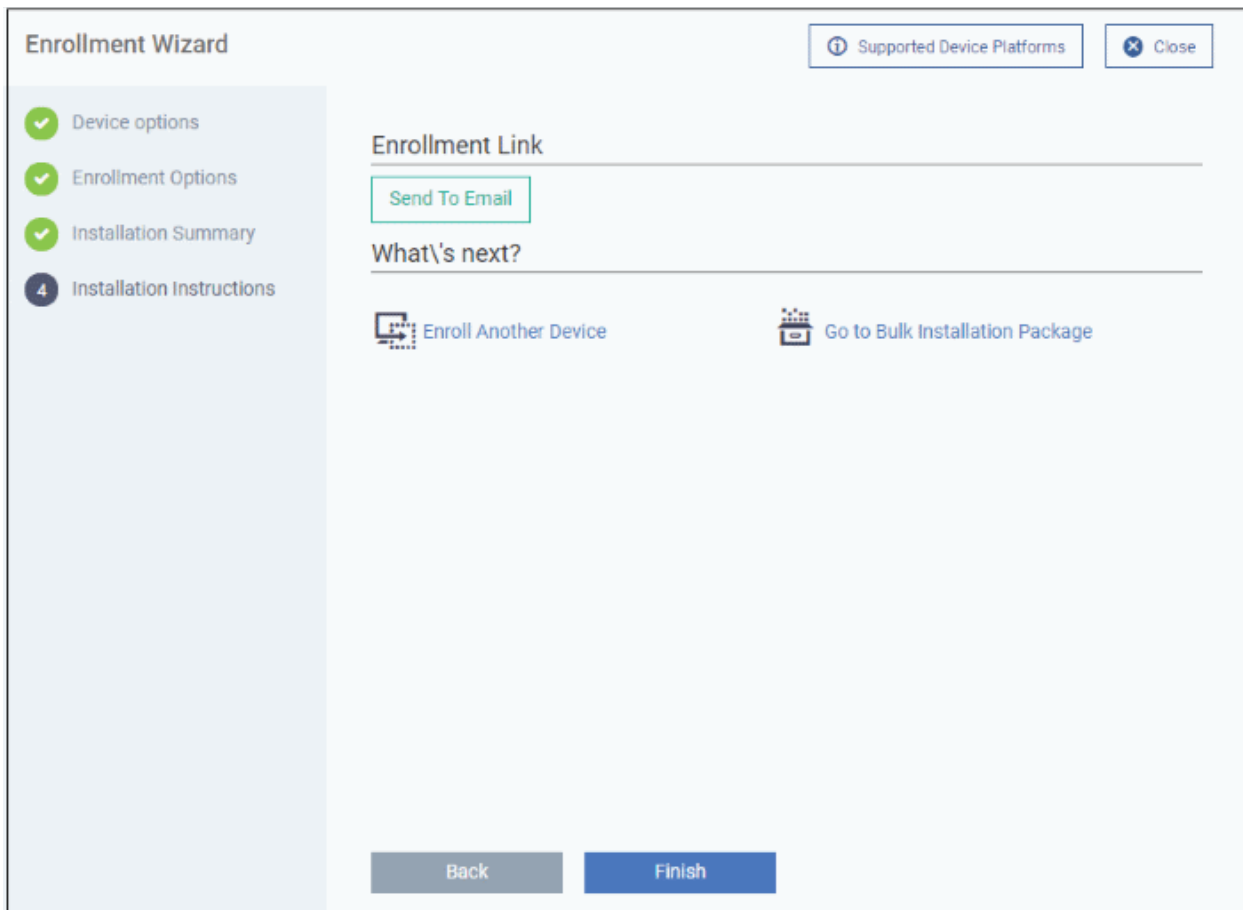 Enrollment Wizard
Supported Device Platforms
Close
Device options
Enrollment Options
Installation Summary
4 Installation Instructions
Enrollment Link
Send To Email
What\'s next?
Enroll Another Device
Go to Bulk Installation Package
Back
Finish